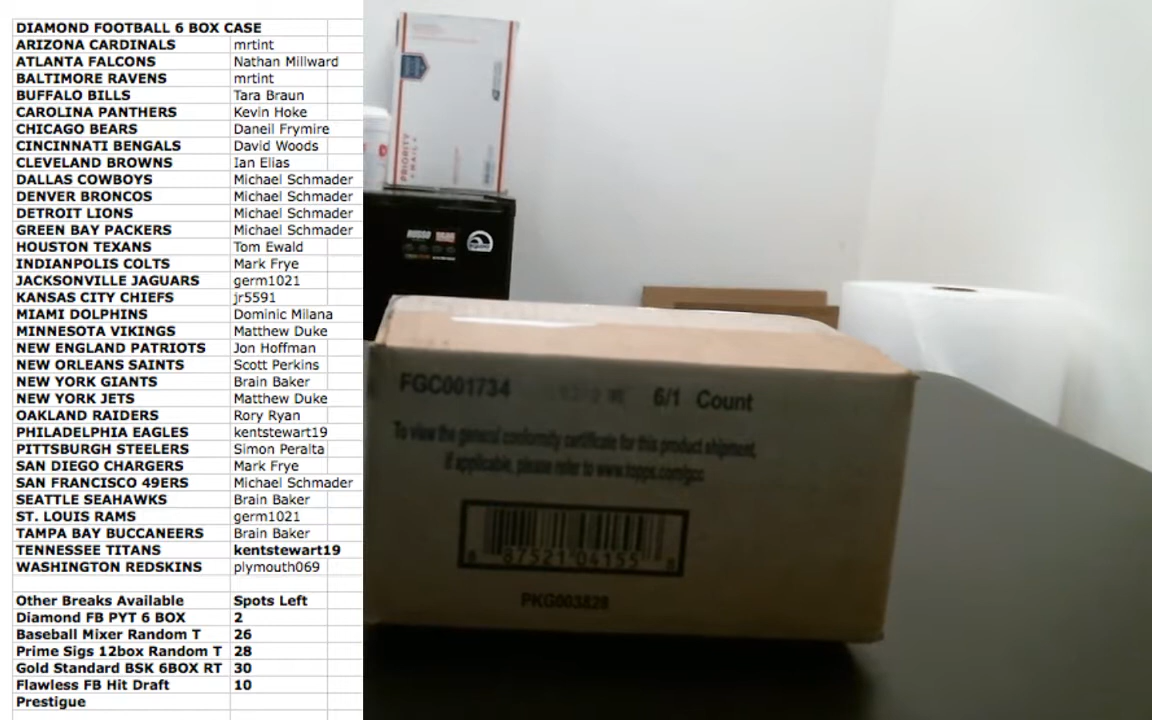 DIAMOND FOOTBALL 6 BOX CASE
ARIZONA CARDINALS mrtint
ATLANTA FALCONS Nathan Millward
BALTIMORE RAVENS mrtint
BUFFALO BILLS Tara Braun
CAROLINA PANTHERS Kevin Hoke
CHICAGO BEARS Daneil Frymire
CINCINNATI BENGALS David Woods
CLEVELAND BROWNS Ian Elias
DALLAS COWBOYS Michael Schmader
DENVER BRONCOS Michael Schmader
DETROIT LIONS Michael Schmader
GREEN BAY PACKERS Michael Schmader
HOUSTON TEXANS Tom Ewald
INDIANPOLIS COLTS Mark Frye
JACKSONVILLE JAGUARS germ1021
KANSAS CITY CHIEFS jr5591
MIAMI DOLPHINS Dominic Milana
MINNESOTA VIKINGS Matthew Duke
NEW ENGLAND PATRIOTS Jon Hoffman
NEW ORLEANS SAINTS Scott Perkins
NEW YORK GIANTS Brain Baker
NEW YORK JETS Matthew Duke
OAKLAND RAIDERS Rory Ryan
PHILADELPHIA EAGLES kentstewart19
PITTSBURGH STEELERS Simon Peralta
SAN DIEGO CHARGERS Mark Frye
SAN FRANCISCO 49ERS Michael Schmader
SEATTLE SEAHAWKS Brain Baker
ST. LOUIS RAMS germ1021
TAMPA BAY BUCCANEERS Brain Baker
TENNESSEE TITANS kentstewart19
WASHINGTON REDSKINS plymouth069
Other Breaks Available Spots Left
Diamond FB PYT 6 BOX 2
Baseball Mixer Random T 26
Prime Sigs 12box Random T 28
Gold Standard BSK 6BOX RT 30
Flawless FB Hit Draft 10
Prestigue
PRIORITY
MAIL
FGC001734 6/1 Count
To view the general conformity certificate for this product shipment,
if applicable, please refer to www.topps.com/gcc
8 87521 04155 8
PKG003828